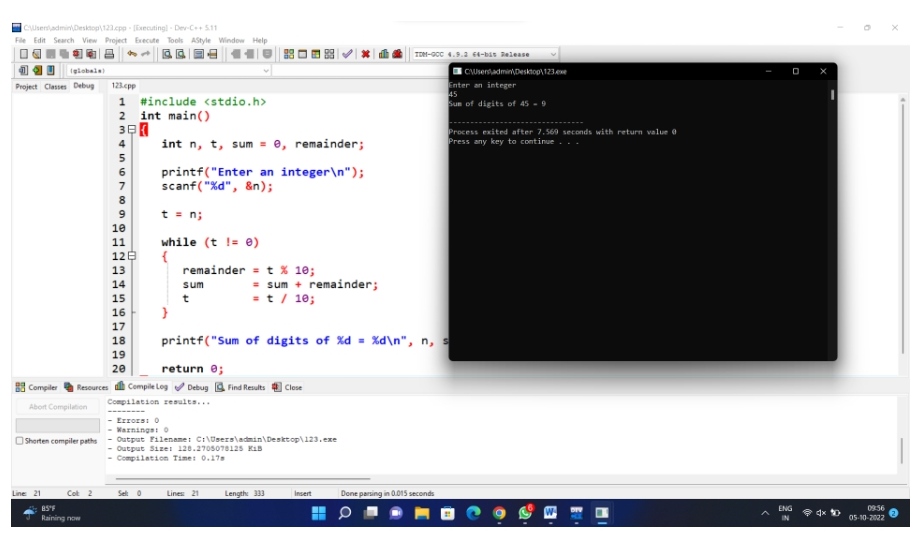 C:\Users\admin\Desktop\123.cpp - [Executing] - Dev-C++ 5.11
File Edit Search View Project Execute Tools AStyle Window Help
TDM-GCC 4.9.2 64-bit Release
(globals)
Project Classes Debug
123.cpp
1 #include <stdio.h>
2 int main()
3 {
4 int n, t, sum = 0, remainder;
5
6 printf("Enter an integer\n");
7 scanf("%d", &n);
8
9 t = n;
10
11 while (t != 0)
12 {
13 remainder = t % 10;
14 sum = sum + remainder;
15 t = t / 10;
16 }
17
18 printf("Sum of digits of %d = %d\n", n, s
19
20 return 0;
C:\Users\admin\Desktop\123.exe
Enter an integer
45
Sum of digits of 45 = 9
--------------------------------
Process exited after 7.569 seconds with return value 0
Press any key to continue . . .
Compiler Resources Compile Log Debug Find Results Close
Abort Compilation
Shorten compiler paths
Compilation results...
--------
- Errors: 0
- Warnings: 0
- Output Filename: C:\Users\admin\Desktop\123.exe
- Output Size: 128.2705078125 KiB
- Compilation Time: 0.17s
Line: 21 Col: 2 Sel: 0 Lines: 21 Length: 333 Insert Done parsing in 0.015 seconds
85°F
Raining now
ENG
IN
09:56
05-10-2022